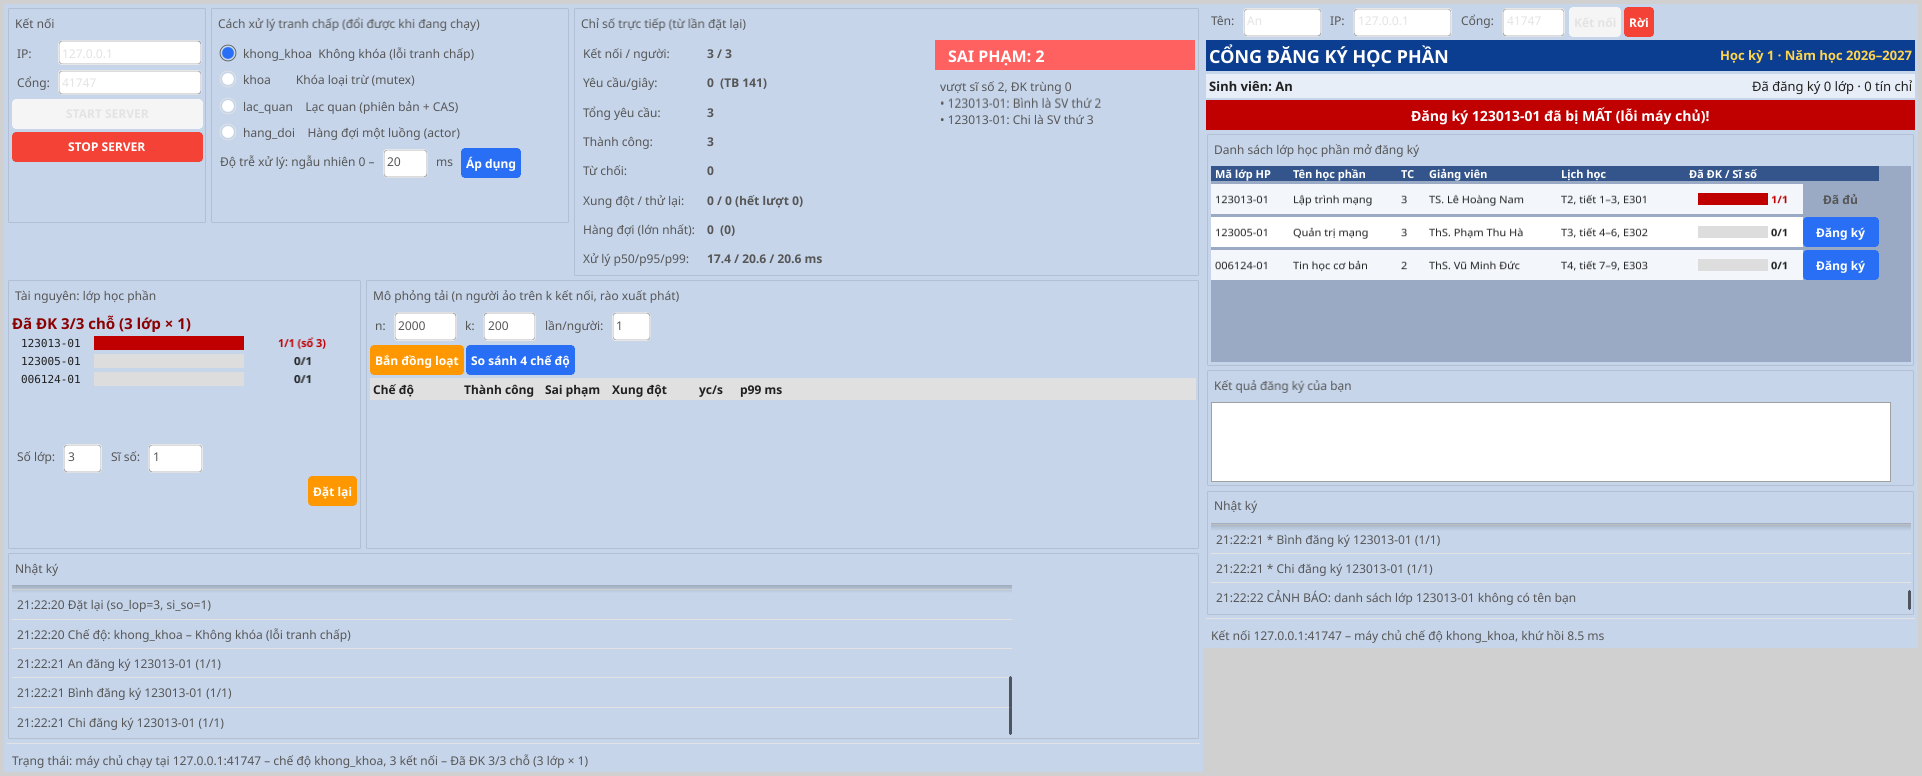 Kết nối
IP: 127.0.0.1
Cổng: 41747
START SERVER
STOP SERVER
Cách xử lý tranh chấp (đổi được khi đang chạy)
khong_khoa Không khóa (lỗi tranh chấp)
khoa Khóa loại trừ (mutex)
lac_quan Lạc quan (phiên bản + CAS)
hang_doi Hàng đợi một luồng (actor)
Độ trễ xử lý: ngẫu nhiên 0 – 20 ms Áp dụng
Chỉ số trực tiếp (từ lần đặt lại)
Kết nối / người: 3 / 3
Yêu cầu/giây: 0 (TB 141)
Tổng yêu cầu: 3
Thành công: 3
Từ chối: 0
Xung đột / thử lại: 0 / 0 (hết lượt 0)
Hàng đợi (lớn nhất): 0 (0)
Xử lý p50/p95/p99: 17.4 / 20.6 / 20.6 ms
SAI PHẠM: 2
vượt sĩ số 2, ĐK trùng 0
• 123013-01: Bình là SV thứ 2
• 123013-01: Chi là SV thứ 3
Tài nguyên: lớp học phần
Đã ĐK 3/3 chỗ (3 lớp × 1)
123013-01 1/1 (sổ 3)
123005-01 0/1
006124-01 0/1
Số lớp: 3 Sĩ số: 1
Đặt lại
Mô phỏng tải (n người ảo trên k kết nối, rào xuất phát)
n: 2000 k: 200 lần/người: 1
Bắn đồng loạt So sánh 4 chế độ
Chế độ Thành công Sai phạm Xung đột yc/s p99 ms
Nhật ký
21:22:20 Đặt lại (so_lop=3, si_so=1)
21:22:20 Chế độ: khong_khoa – Không khóa (lỗi tranh chấp)
21:22:21 An đăng ký 123013-01 (1/1)
21:22:21 Bình đăng ký 123013-01 (1/1)
21:22:21 Chi đăng ký 123013-01 (1/1)
Trạng thái: máy chủ chạy tại 127.0.0.1:41747 – chế độ khong_khoa, 3 kết nối – Đã ĐK 3/3 chỗ (3 lớp × 1)
Tên: An IP: 127.0.0.1 Cổng: 41747 Kết nối Rời
CỔNG ĐĂNG KÝ HỌC PHẦN Học kỳ 1 · Năm học 2026–2027
Sinh viên: An Đã đăng ký 0 lớp · 0 tín chỉ
Đăng ký 123013-01 đã bị MẤT (lỗi máy chủ)!
Danh sách lớp học phần mở đăng ký
Mã lớp HP Tên học phần TC Giảng viên Lịch học Đã ĐK / Sĩ số
123013-01 Lập trình mạng 3 TS. Lê Hoàng Nam T2, tiết 1–3, E301 1/1 Đã đủ
123005-01 Quản trị mạng 3 ThS. Phạm Thu Hà T3, tiết 4–6, E302 0/1 Đăng ký
006124-01 Tin học cơ bản 2 ThS. Vũ Minh Đức T4, tiết 7–9, E303 0/1 Đăng ký
Kết quả đăng ký của bạn
Nhật ký
21:22:21 * Bình đăng ký 123013-01 (1/1)
21:22:21 * Chi đăng ký 123013-01 (1/1)
21:22:22 CẢNH BÁO: danh sách lớp 123013-01 không có tên bạn
Kết nối 127.0.0.1:41747 – máy chủ chế độ khong_khoa, khứ hồi 8.5 ms